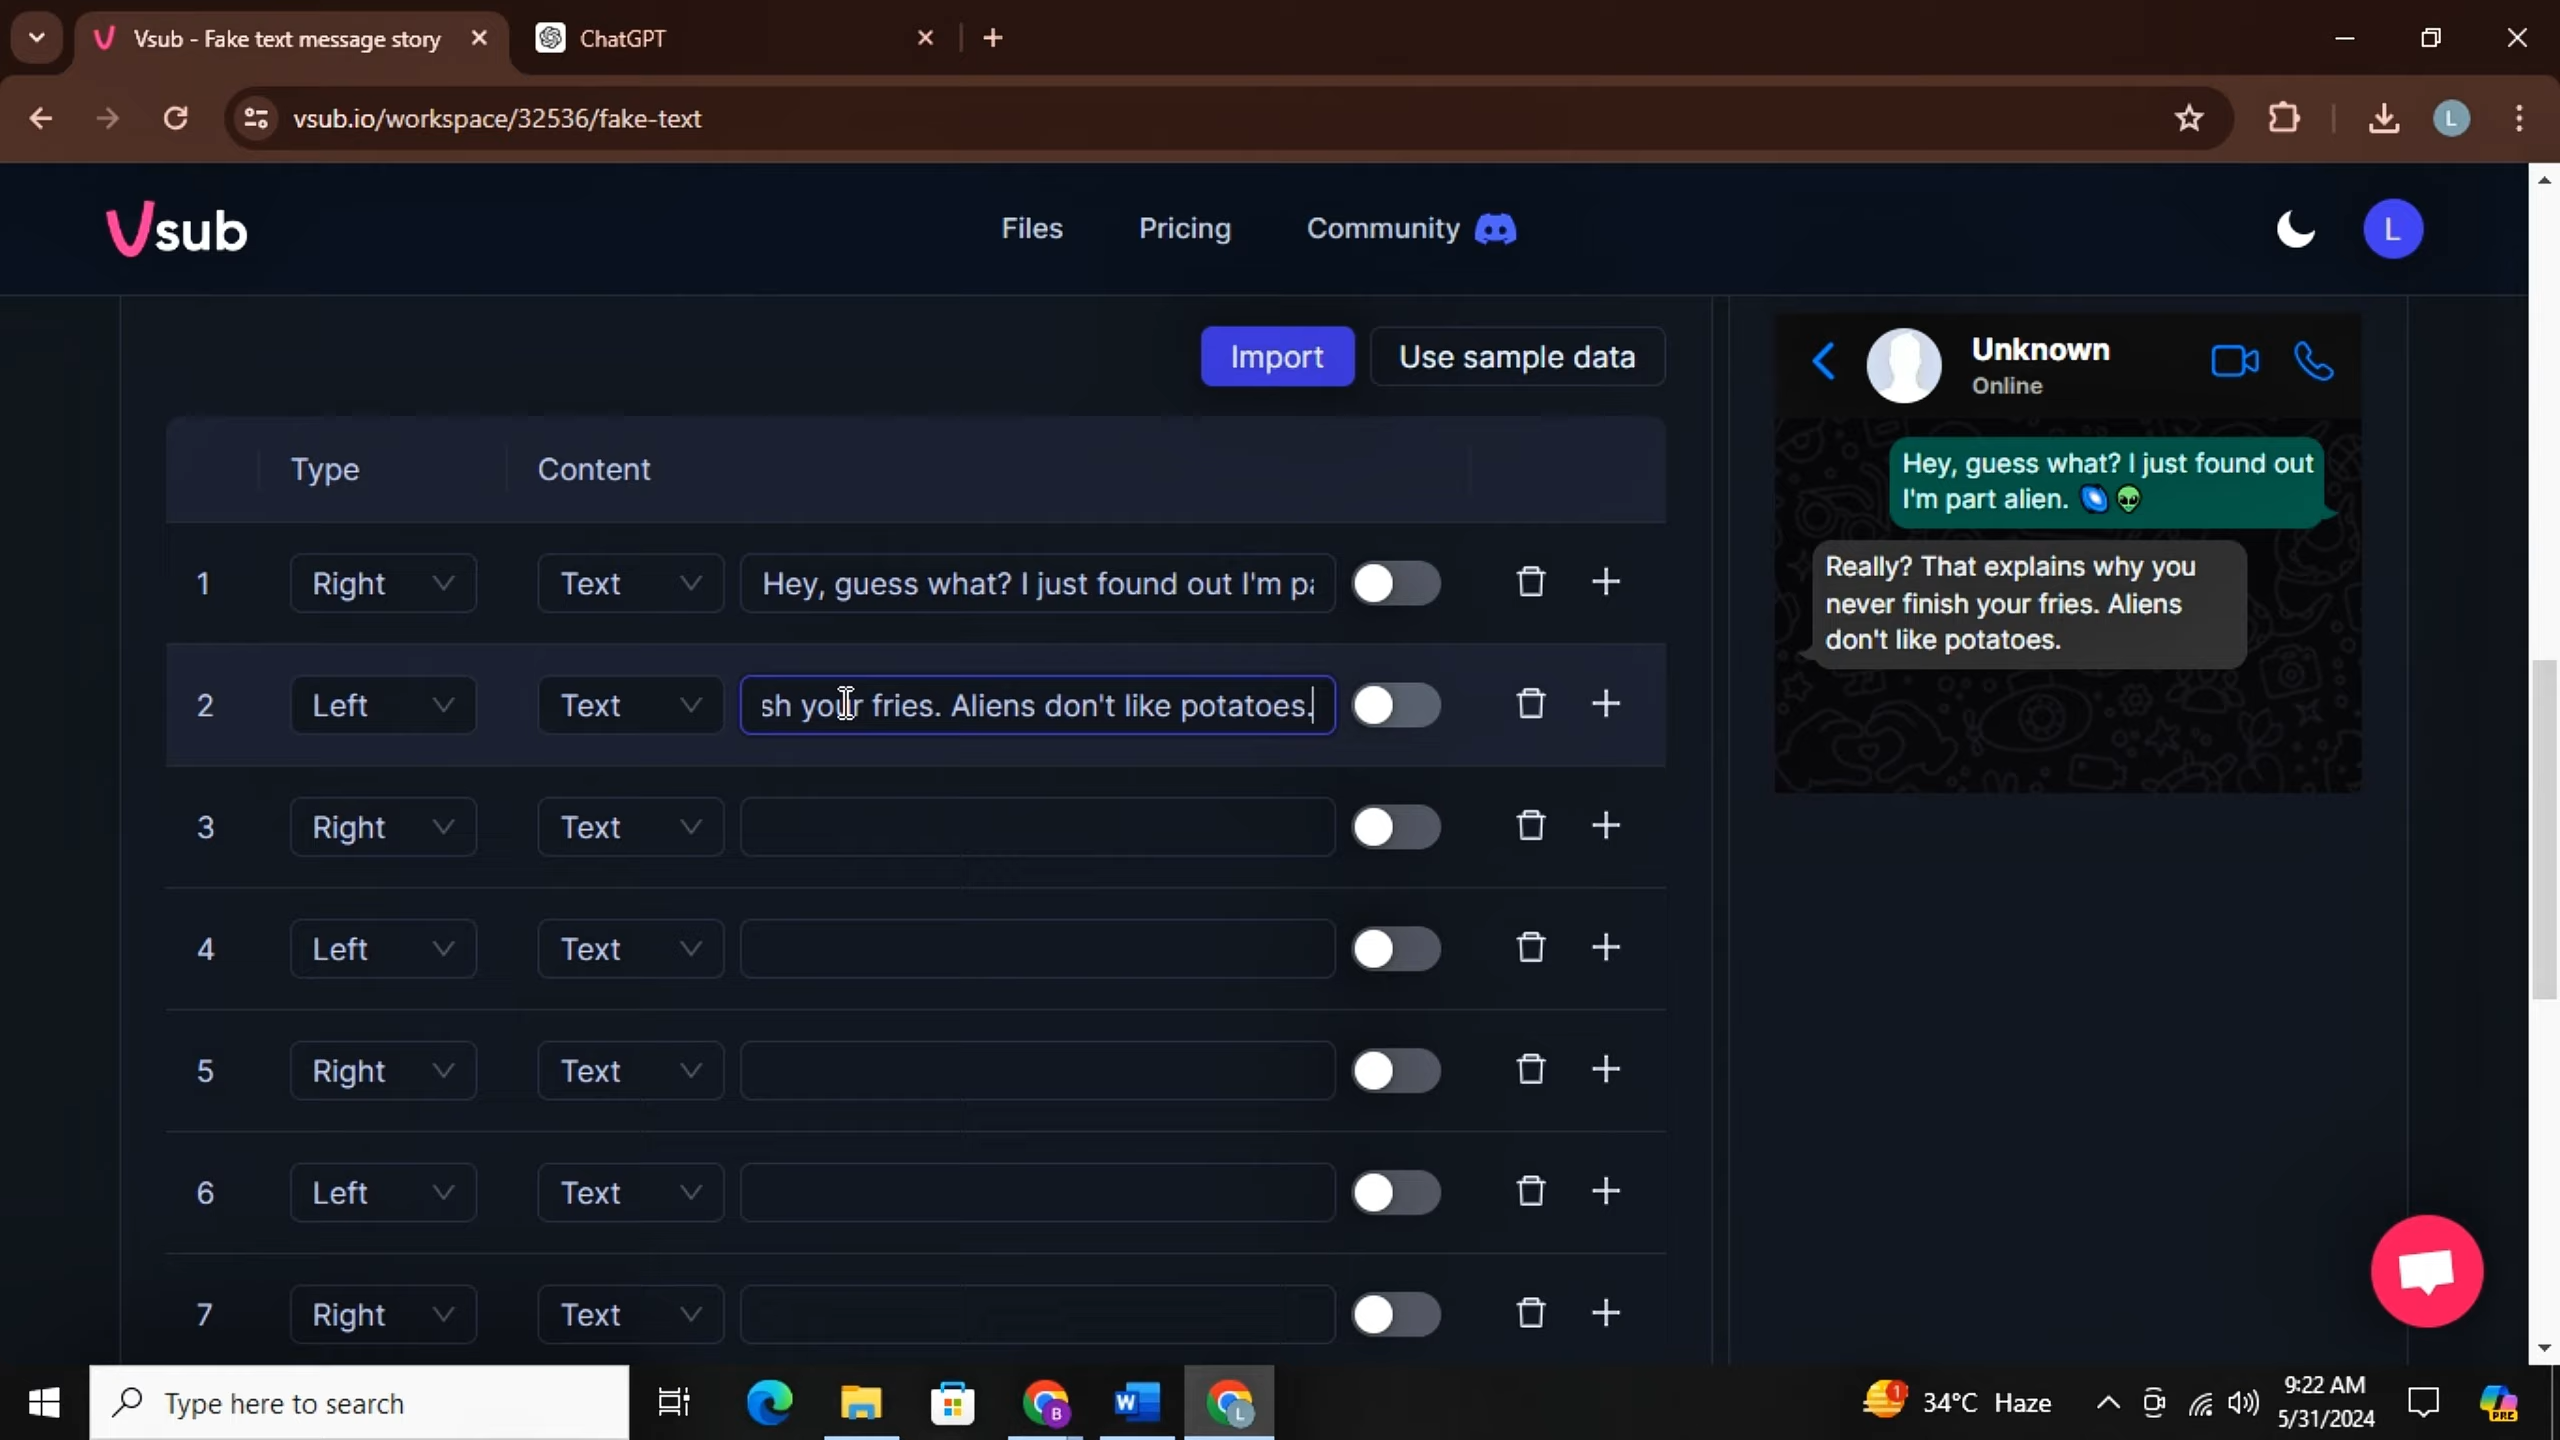 Vsub - Fake text message story
ChatGPT
vsub.io/workspace/32536/fake-text
L
Vsub
Files
Pricing
Community
L
Import
Use sample data
Unknown
Online
Type
Content
Hey, guess what? I just found out
I'm part alien. 🌌👽
Really? That explains why you
never finish your fries. Aliens
don't like potatoes.
1
Right
Text
Hey, guess what? I just found out I'm pa
2
Left
Text
sh your fries. Aliens don't like potatoes.
3
Right
Text
4
Left
Text
5
Right
Text
6
Left
Text
7
Right
Text
Type here to search
B
W
L
1
34°C Haze
9:22 AM
5/31/2024
PRE